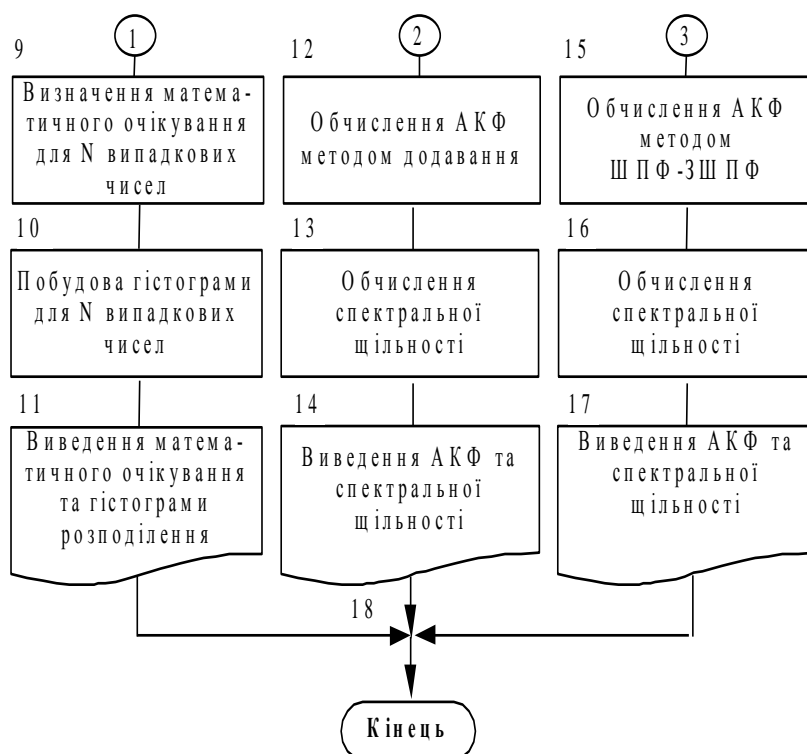 9
1
Визначення матема-
тичного очікування
для N випадкових
чисел
10
Побудова гістограми
для N випадкових
чисел
11
Виведення матема-
тичного очікування
та гістограми
розподілення
12
2
Обчислення АКФ
методом додавання
13
Обчислення
спектральної
щільності
14
Виведення АКФ та
спектральної
щільності
15
3
Обчислення АКФ
методом
ШПФ-ЗШПФ
16
Обчислення
спектральної
щільності
17
Виведення АКФ та
спектральної
щільності
18
Кінець